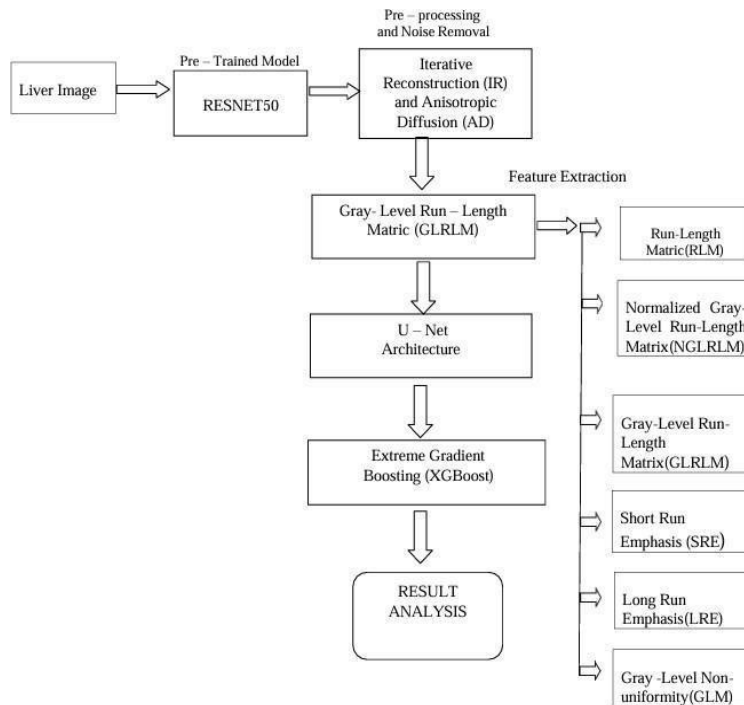 Pre – processing
and Noise Removal
Pre – Trained Model
Liver Image
RESNET50
Iterative
Reconstruction (IR)
and Anisotropic
Diffusion (AD)
Feature Extraction
Gray- Level Run – Length
Matric (GLRLM)
Run-Length
Matric(RLM)
U – Net
Architecture
Normalized Gray-
Level Run-Length
Matrix(NGLRLM)
Extreme Gradient
Boosting (XGBoost)
Gray-Level Run-
Length
Matrix(GLRLM)
Short Run
Emphasis (SRE)
RESULT
ANALYSIS
Long Run
Emphasis(LRE)
Gray -Level Non-
uniformity(GLM)